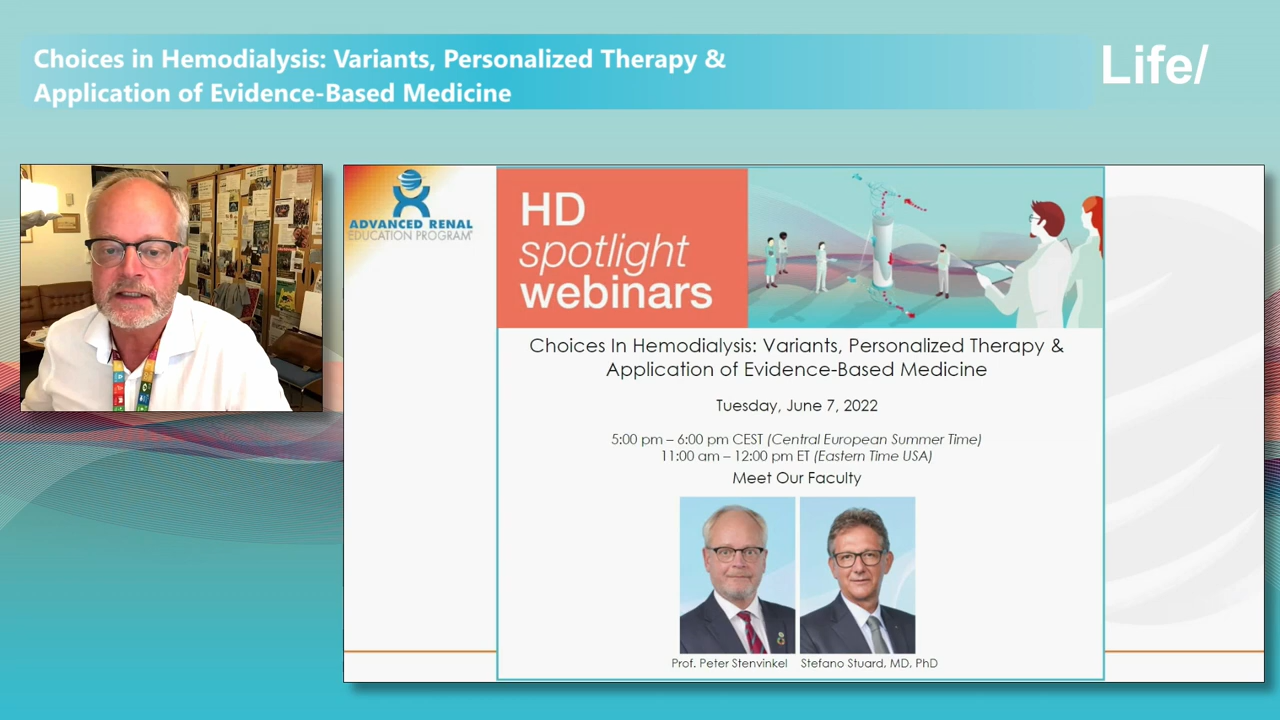 Choices in Hemodialysis: Variants, Personalized Therapy &
Application of Evidence-Based Medicine
Life/
ADVANCED RENAL
EDUCATION PROGRAM
HD
spotlight
webinars
Choices In Hemodialysis: Variants, Personalized Therapy &
Application of Evidence-Based Medicine
Tuesday, June 7, 2022
5:00 pm – 6:00 pm CEST (Central European Summer Time)
11:00 am – 12:00 pm ET (Eastern Time USA)
Meet Our Faculty
Prof. Peter Stenvinkel
Stefano Stuard, MD, PhD